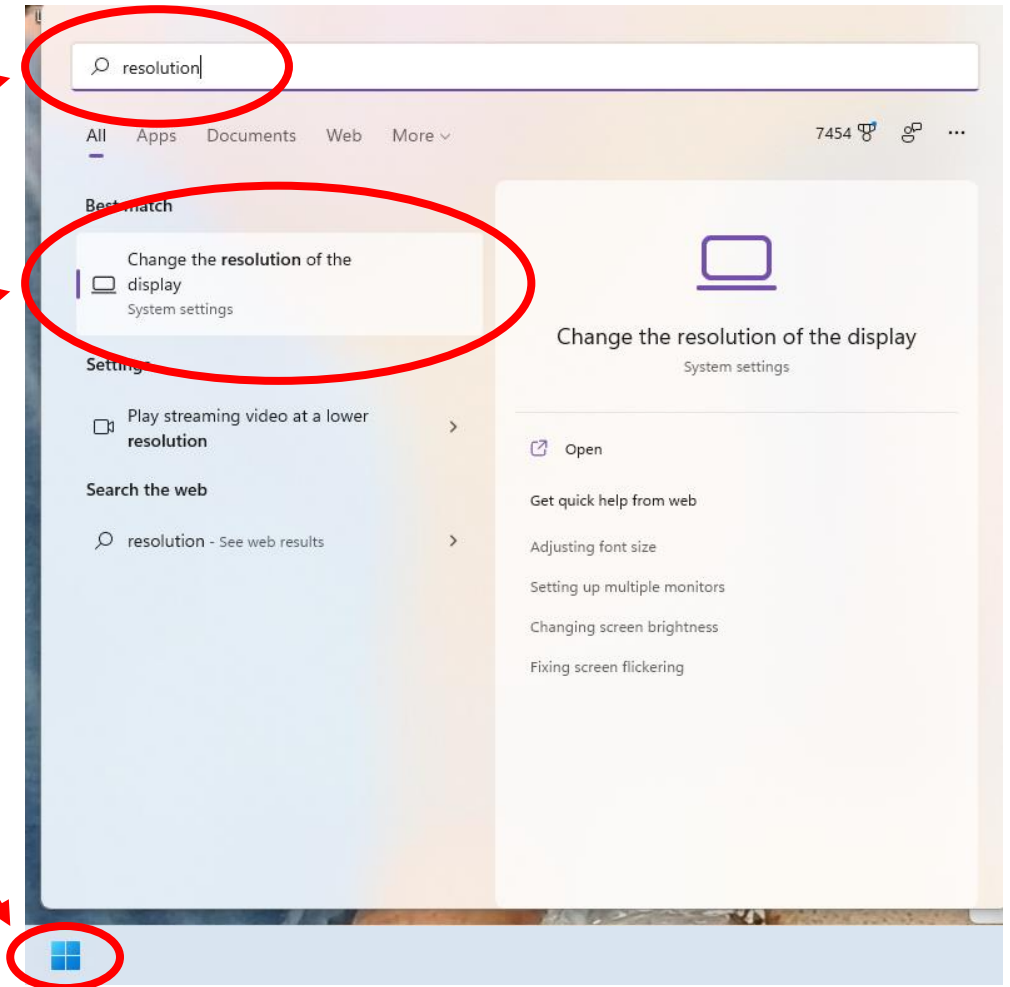 resolution
All Apps Documents Web More
7454
Best match
Change the resolution of the
display
System settings
Settings
Play streaming video at a lower
resolution
Search the web
resolution - See web results
Change the resolution of the display
System settings
Open
Get quick help from web
Adjusting font size
Setting up multiple monitors
Changing screen brightness
Fixing screen flickering